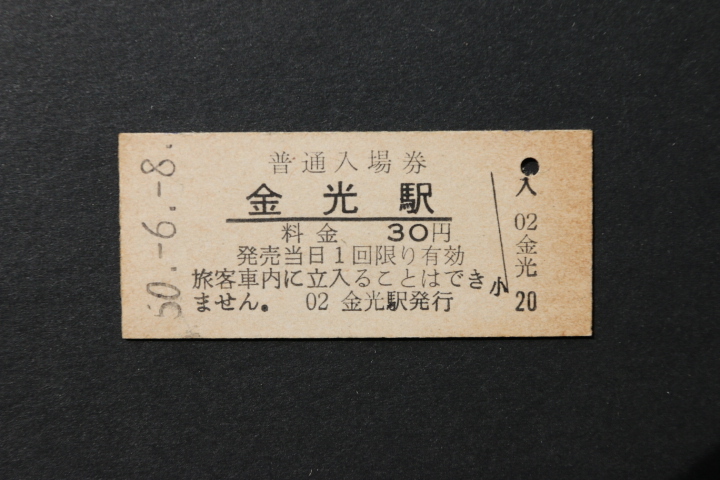 50.-6.-8.
普通入場券
金光駅
料金 30円
発売当日1回限り有効
旅客車内に立入ることはでき
ません。 02 金光駅発行
小
入
02
金光
20